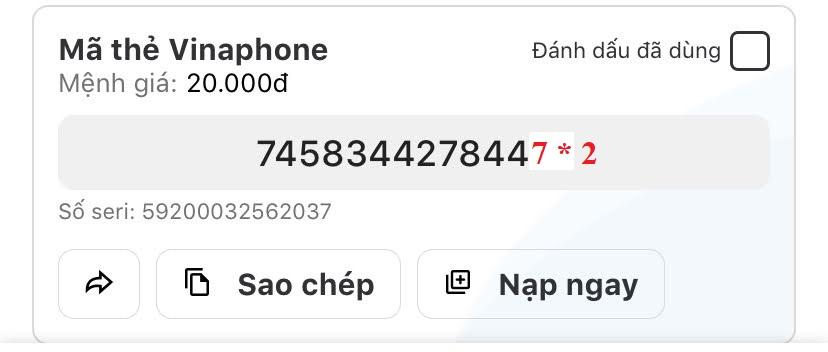 Mã thẻ Vinaphone
Đánh dấu đã dùng
Mệnh giá: 20.000đ
7458344278447 * 2
Số seri: 59200032562037
Sao chép
Nạp ngay